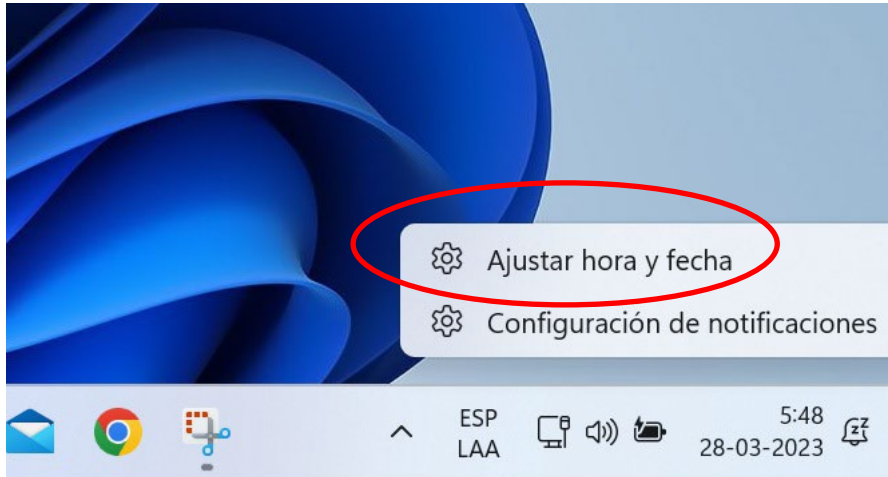 Ajustar hora y fecha
Configuración de notificaciones
ESP
LAA
5:48
28-03-2023